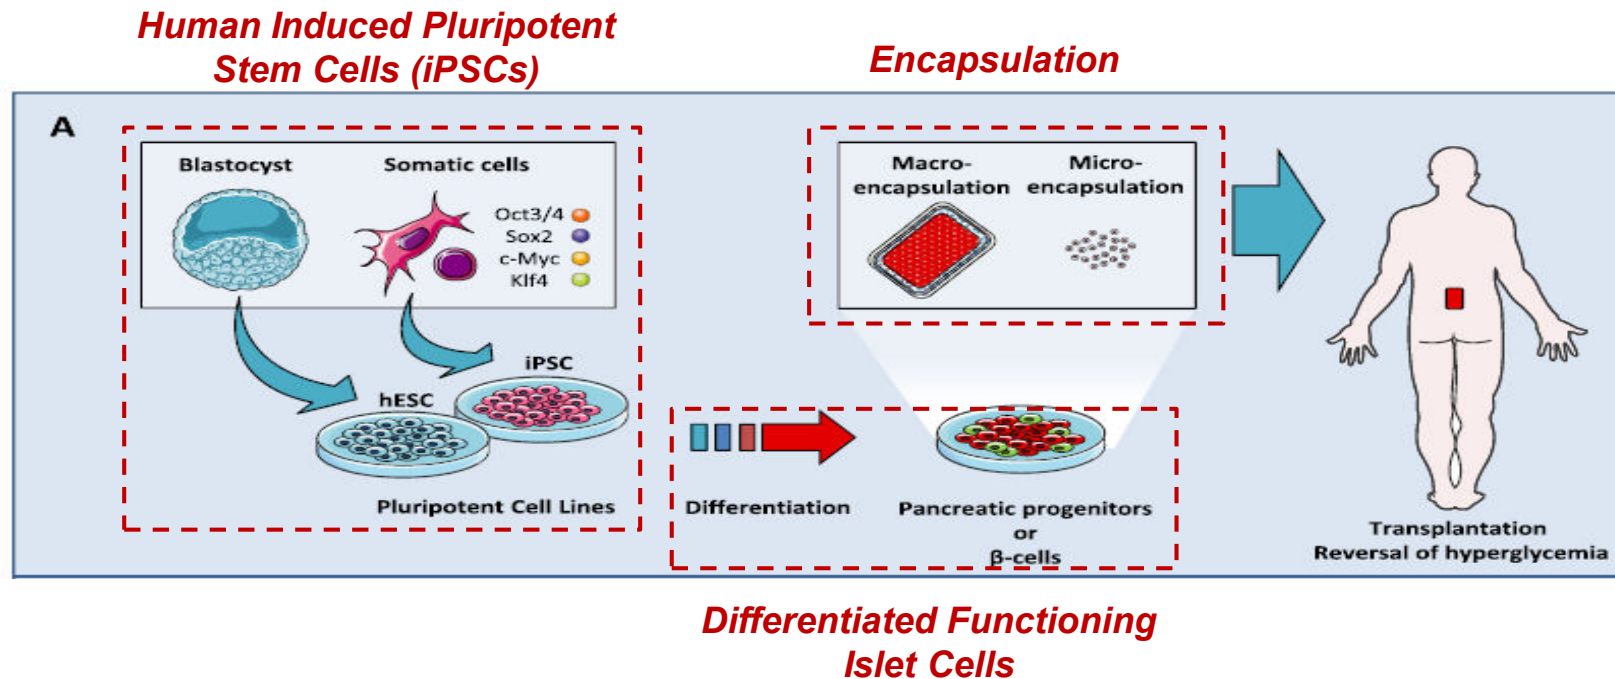 Human Induced Pluripotent
Stem Cells (iPSCs)
Encapsulation
A
Blastocyst
Somatic cells
Oct3/4
Sox2
c-Myc
Klf4
hESC
iPSC
Pluripotent Cell Lines
Macro-
encapsulation
Micro-
encapsulation
Differentiation
Pancreatic progenitors
or
β-cells
Transplantation
Reversal of hyperglycemia
Differentiated Functioning
Islet Cells